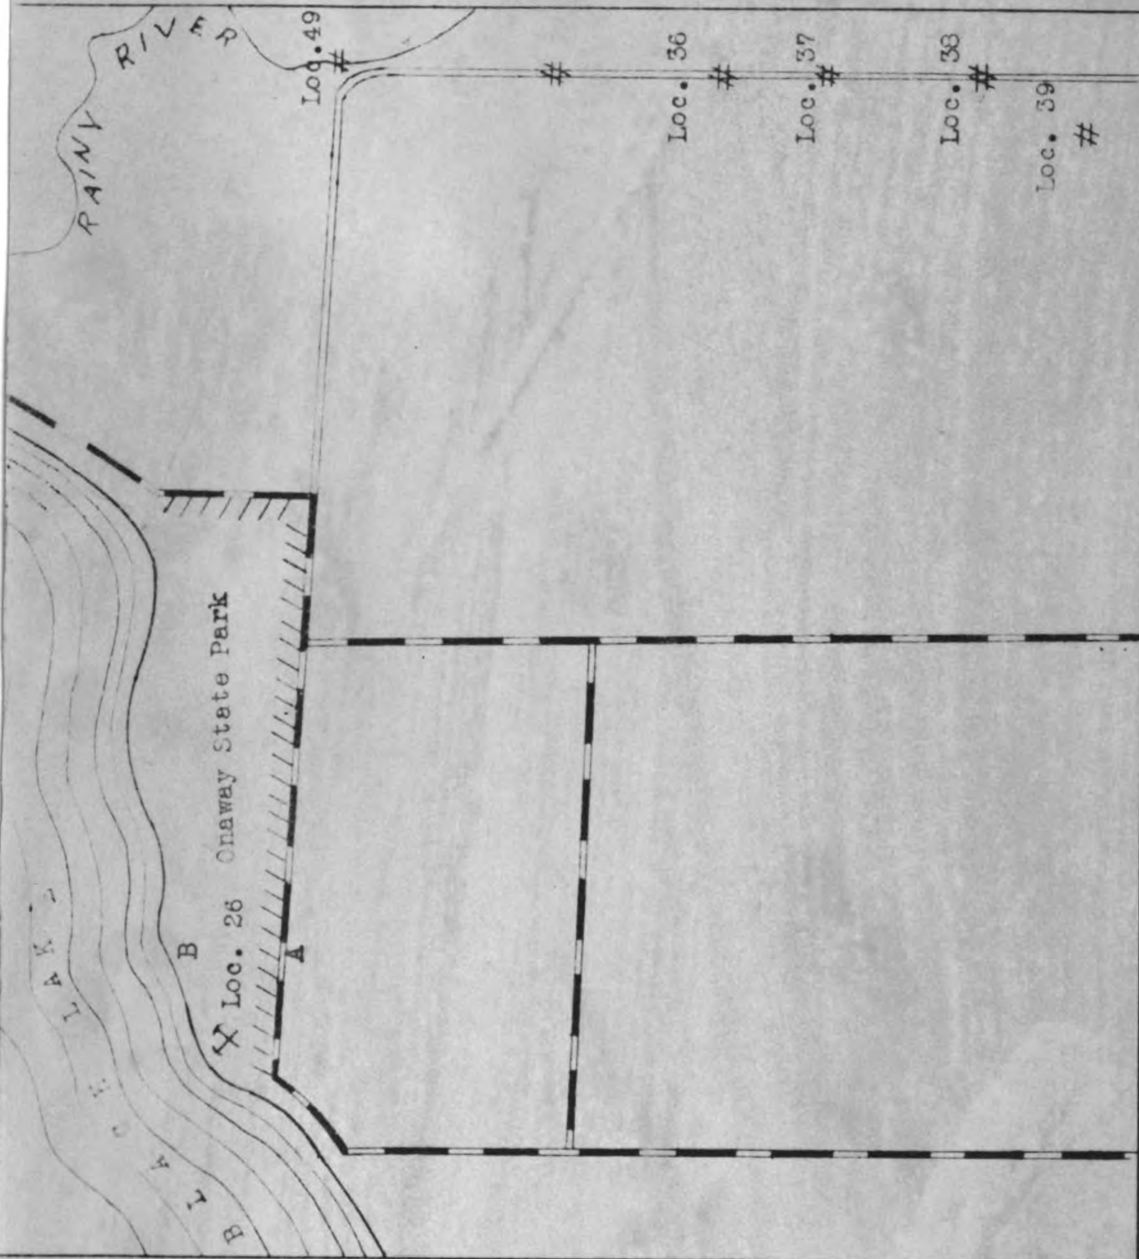 RAINY RIVER
Loc. 49
#
#
Loc. 36
#
Loc. 37
#
Loc. 38
#
Loc. 39
#
BLACK LAKE
B
Loc. 26 Onaway State Park
A